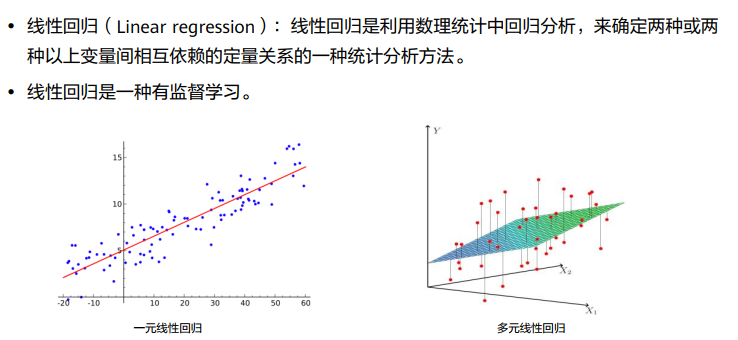 • 线性回归（Linear regression）：线性回归是利用数理统计中回归分析，来确定两种或两
种以上变量间相互依赖的定量关系的一种统计分析方法。
• 线性回归是一种有监督学习。
15
10
5
-20 -10 10 20 30 40 50 60
一元线性回归
Y
X₂
X₁
多元线性回归